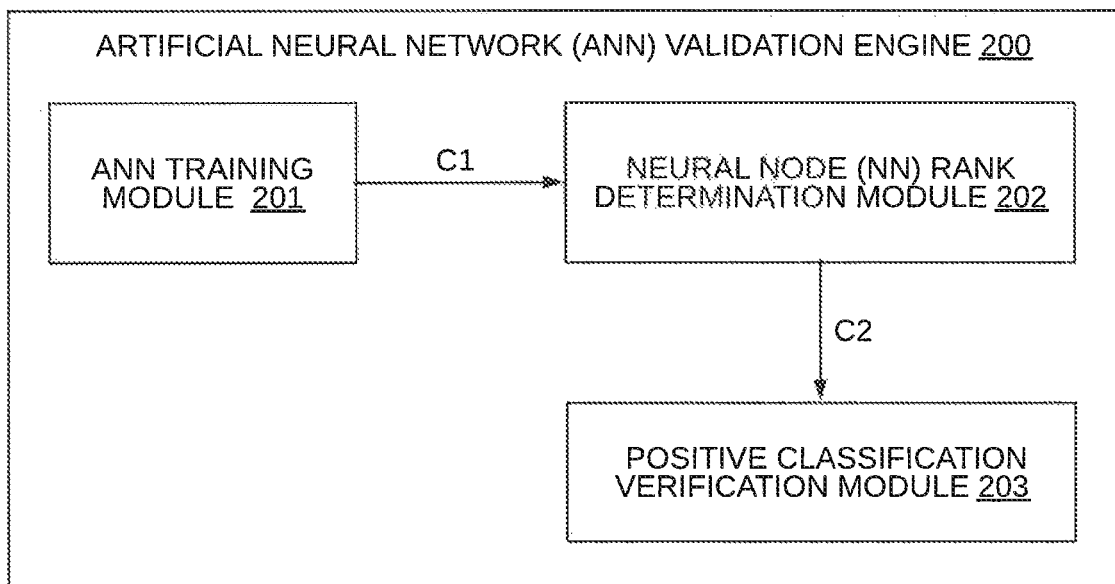 ARTIFICIAL NEURAL NETWORK (ANN) VALIDATION ENGINE 200
ANN TRAINING
MODULE 201
C1
NEURAL NODE (NN) RANK
DETERMINATION MODULE 202
C2
POSITIVE CLASSIFICATION
VERIFICATION MODULE 203